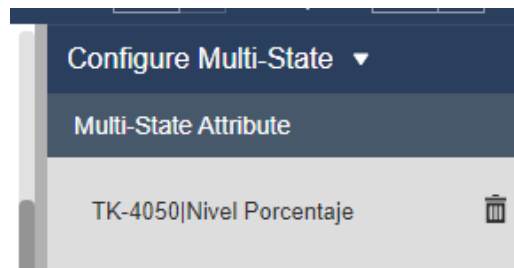 Configure Multi-State
Multi-State Attribute
TK-4050|Nivel Porcentaje